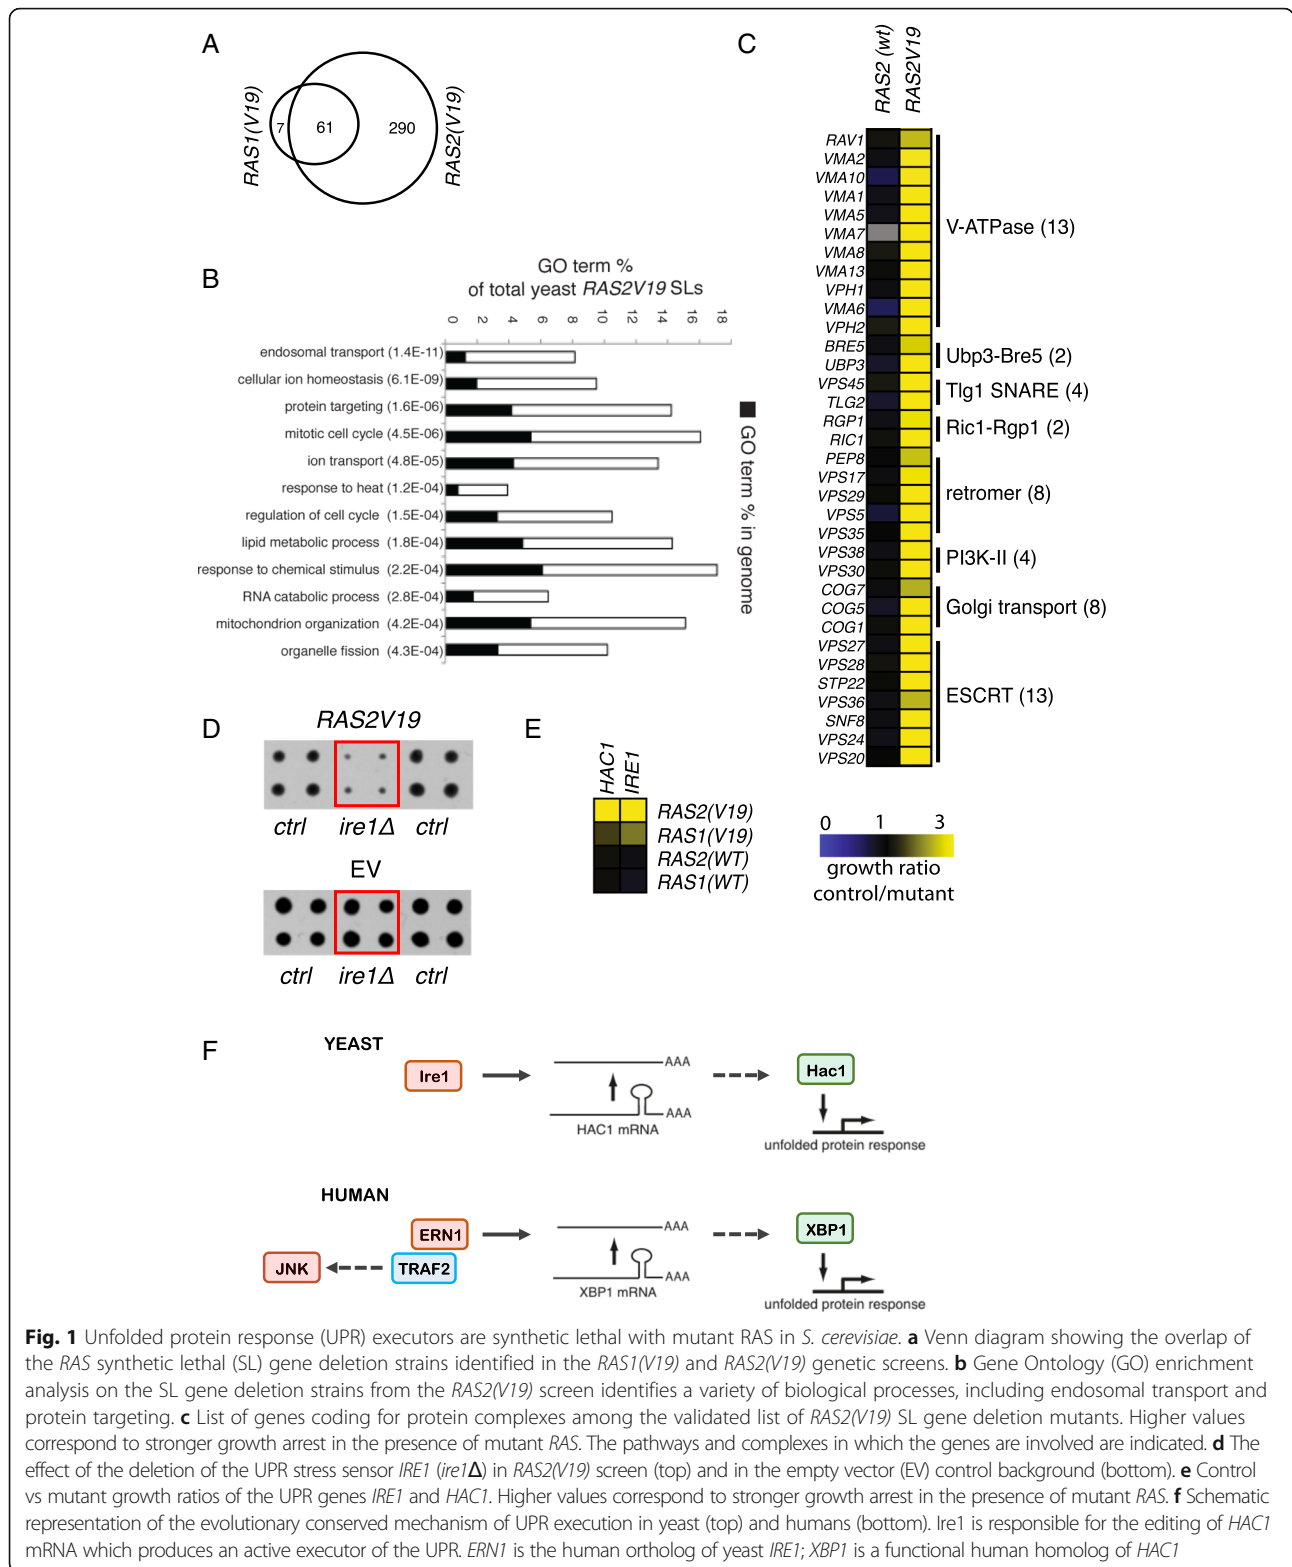 A
RAS1(V19)
7
61
290
RAS2(V19)
B
GO term %
of total yeast RAS2V19 SLs
0 2 4 6 8 10 12 14 16 18
endosomal transport (1.4E-11)
cellular ion homeostasis (6.1E-09)
protein targeting (1.6E-06)
mitotic cell cycle (4.5E-06)
ion transport (4.8E-05)
response to heat (1.2E-04)
regulation of cell cycle (1.5E-04)
lipid metabolic process (1.8E-04)
response to chemical stimulus (2.2E-04)
RNA catabolic process (2.8E-04)
mitochondrion organization (4.2E-04)
organelle fission (4.3E-04)
GO term % in genome
C
RAS2 (wt)
RAS2V19
RAV1
VMA2
VMA10
VMA1
VMA5
VMA7
VMA8
VMA13
VPH1
VMA6
VPH2
BRE5
UBP3
VPS45
TLG2
RGP1
RIC1
PEP8
VPS17
VPS29
VPS5
VPS35
VPS38
VPS30
COG7
COG5
COG1
VPS27
VPS28
STP22
VPS36
SNF8
VPS24
VPS20
V-ATPase (13)
Ubp3-Bre5 (2)
Tlg1 SNARE (4)
Ric1-Rgp1 (2)
retromer (8)
PI3K-II (4)
Golgi transport (8)
ESCRT (13)
0 1 3
growth ratio
control/mutant
D
RAS2V19
ctrl ire1Δ ctrl
EV
ctrl ire1Δ ctrl
E
HAC1
IRE1
RAS2(V19)
RAS1(V19)
RAS2(WT)
RAS1(WT)
F
YEAST
Ire1
AAA
AAA
HAC1 mRNA
Hac1
unfolded protein response
HUMAN
ERN1
JNK
TRAF2
AAA
AAA
XBP1 mRNA
XBP1
unfolded protein response
Fig. 1 Unfolded protein response (UPR) executors are synthetic lethal with mutant RAS in S. cerevisiae. a Venn diagram showing the overlap of
the RAS synthetic lethal (SL) gene deletion strains identified in the RAS1(V19) and RAS2(V19) genetic screens. b Gene Ontology (GO) enrichment
analysis on the SL gene deletion strains from the RAS2(V19) screen identifies a variety of biological processes, including endosomal transport and
protein targeting. c List of genes coding for protein complexes among the validated list of RAS2(V19) SL gene deletion mutants. Higher values
correspond to stronger growth arrest in the presence of mutant RAS. The pathways and complexes in which the genes are involved are indicated. d The
effect of the deletion of the UPR stress sensor IRE1 (ire1Δ) in RAS2(V19) screen (top) and in the empty vector (EV) control background (bottom). e Control
vs mutant growth ratios of the UPR genes IRE1 and HAC1. Higher values correspond to stronger growth arrest in the presence of mutant RAS. f Schematic
representation of the evolutionary conserved mechanism of UPR execution in yeast (top) and humans (bottom). Ire1 is responsible for the editing of HAC1
mRNA which produces an active executor of the UPR. ERN1 is the human ortholog of yeast IRE1; XBP1 is a functional human homolog of HAC1